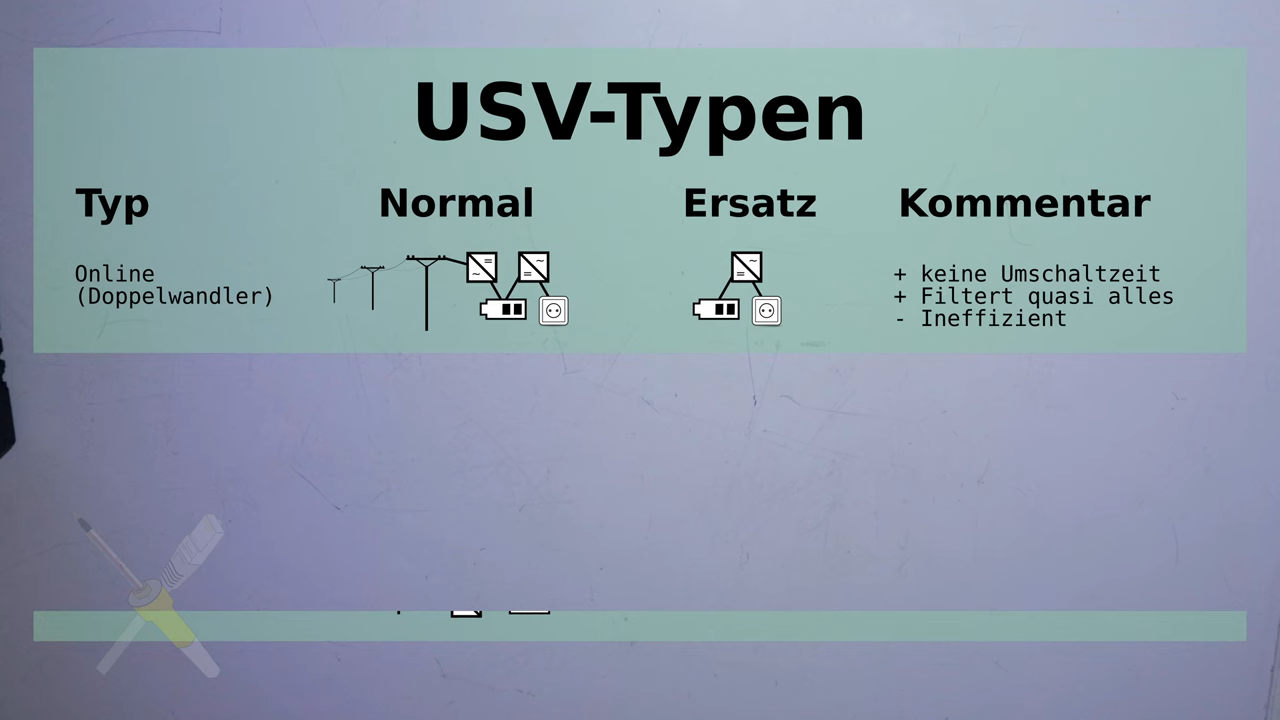 USV-Typen
Typ Normal Ersatz Kommentar
Online
(Doppelwandler)
+ keine Umschaltzeit
+ Filtert quasi alles
- Ineffizient